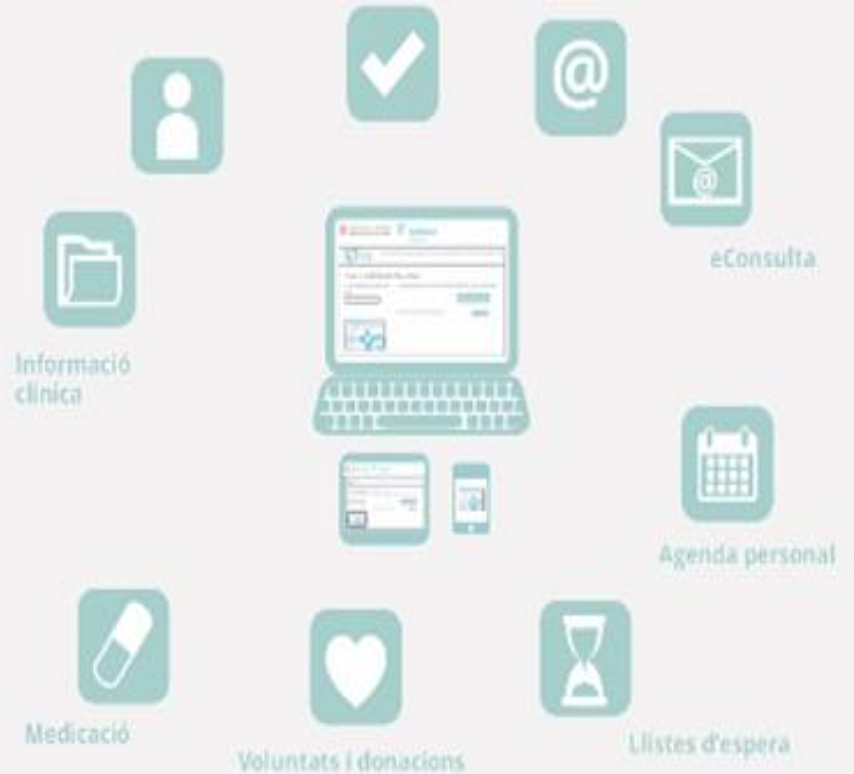 @
@
eConsulta
Informació
clínica
Agenda personal
Medicació
Llistes d'espera
Voluntats i donacions